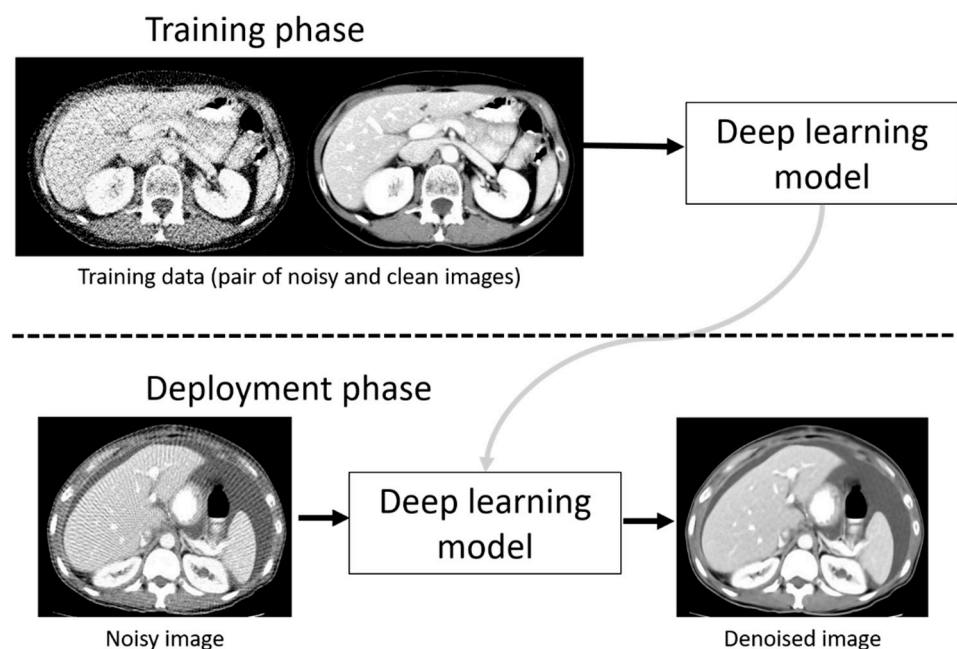 Training phase
Deep learning
model
Training data (pair of noisy and clean images)
Deployment phase
Deep learning
model
Noisy image
Denoised image